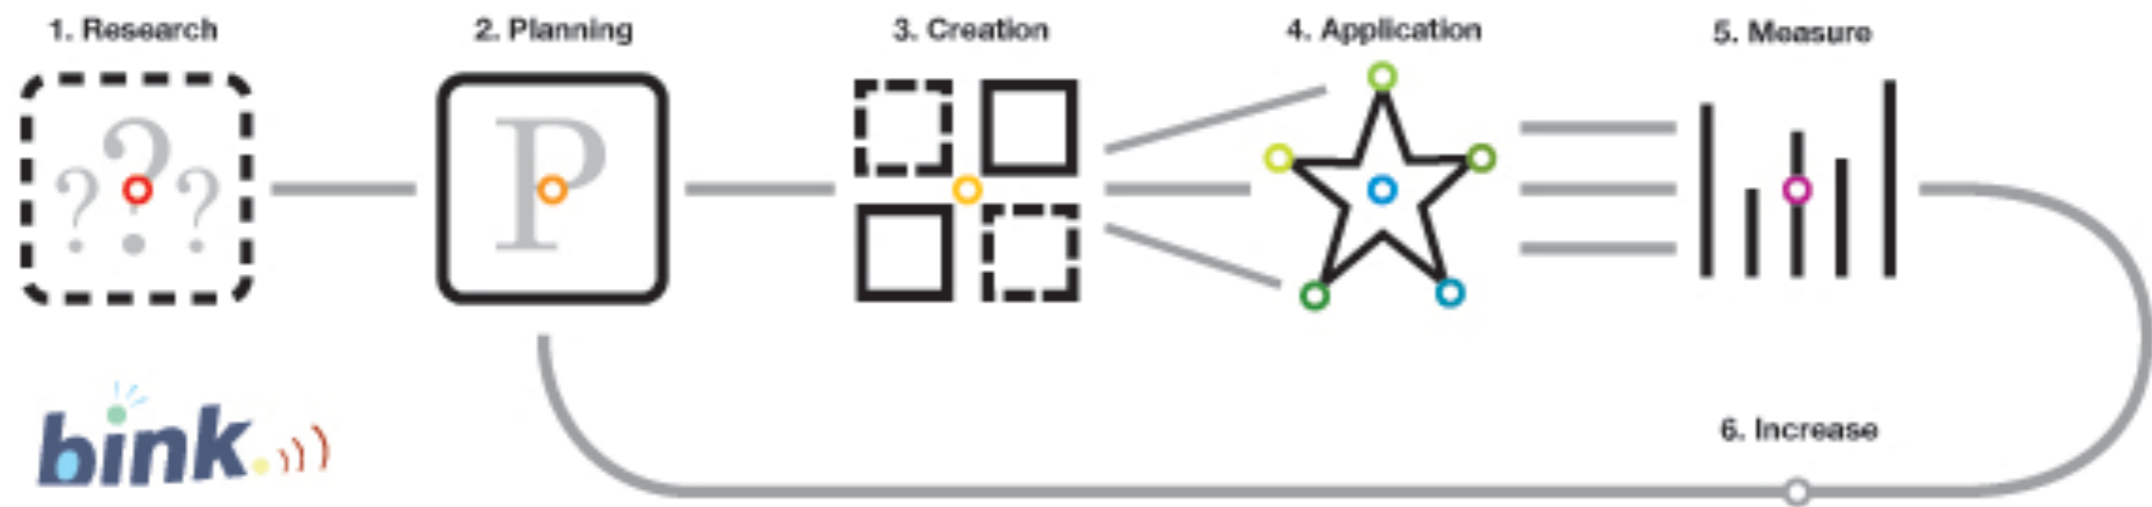 1. Research
2. Planning
3. Creation
4. Application
5. Measure
? ? ?
P
6. Increase
bink.